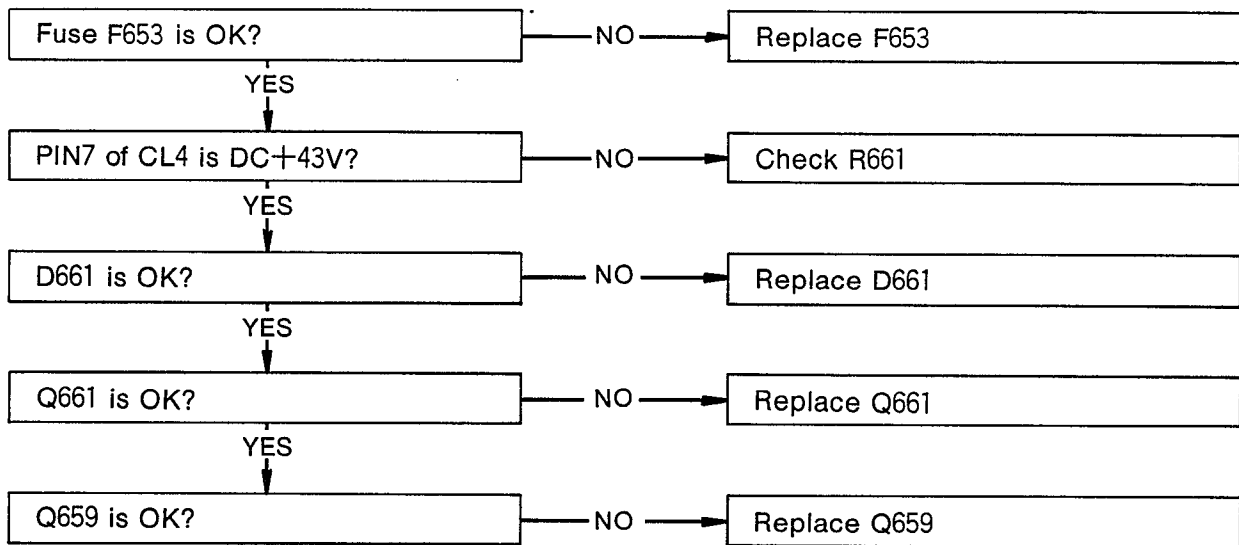 Fuse F653 is OK? NO Replace F653
YES
PIN7 of CL4 is DC+43V? NO Check R661
YES
D661 is OK? NO Replace D661
YES
Q661 is OK? NO Replace Q661
YES
Q659 is OK? NO Replace Q659